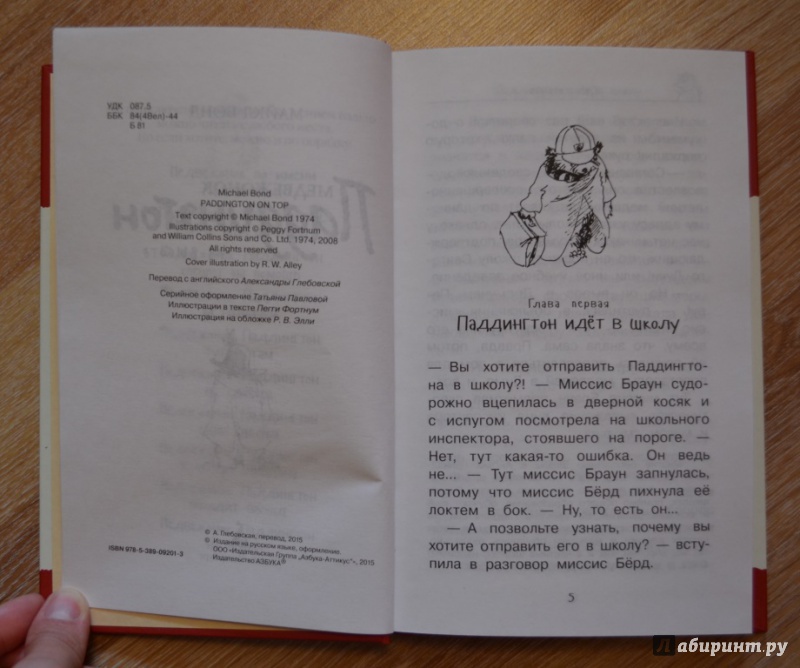 УДК 087.5
ББК 84(4Вел)-44
Б 81
Michael Bond
PADDINGTON ON TOP
Text copyright © Michael Bond 1974
Illustrations copyright © Peggy Fortnum
and William Collins Sons and Co. Ltd, 1974, 2008
All rights reserved
Cover illustration by R. W. Alley
Перевод с английского Александры Глебовской
Серийное оформление Татьяны Павловой
Иллюстрации в тексте Пегги Фортнум
Иллюстрация на обложке Р. В. Элли
© А. Глебовская, перевод, 2015
© Издание на русском языке, оформление.
ООО «Издательская Группа „Азбука-Аттикус“», 2015
Издательство АЗБУКА®
ISBN 978-5-389-09201-3
Глава первая
Паддингтон идёт в школу
— Вы хотите отправить Паддингто-
на в школу?! — Миссис Браун судо-
рожно вцепилась в дверной косяк и
с испугом посмотрела на школьного
инспектора, стоявшего на пороге. —
Нет, тут какая-то ошибка. Он ведь
не... — Тут миссис Браун запнулась,
потому что миссис Бёрд пихнула её
локтем в бок. — Ну, то есть он...
— А позвольте узнать, почему вы
хотите отправить его в школу? — всту-
пила в разговор миссис Бёрд.
5
Лабиринт.ру